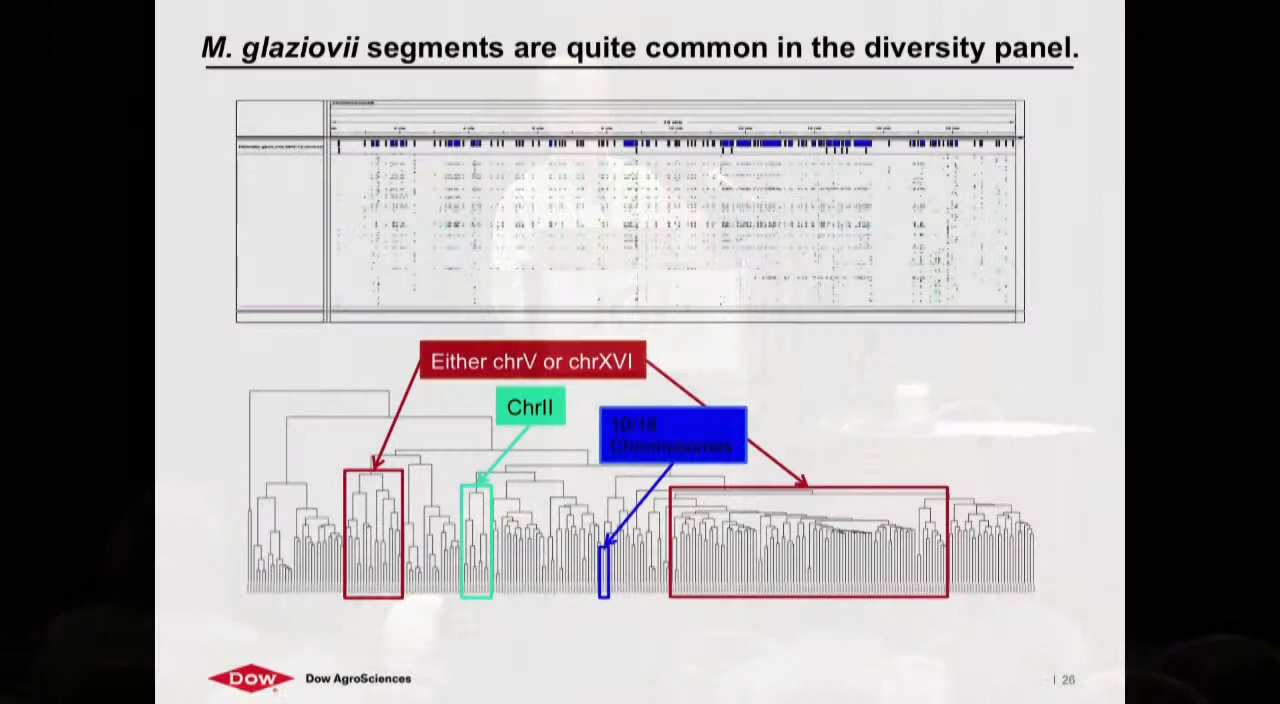 M. glaziovii segments are quite common in the diversity panel.
Either chrV or chrXVI
ChrII
10/18
Chromosomes
DOW
Dow AgroSciences
| 26